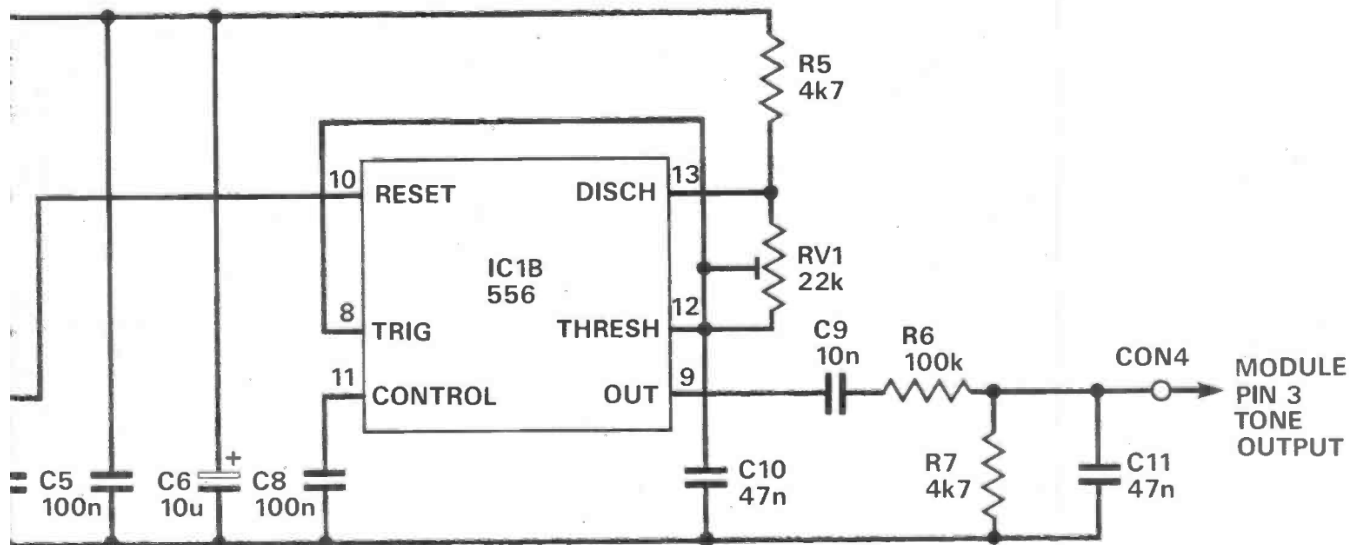 R5
4k7
10
RESET
DISCH
13
IC1B
556
RV1
22k
8
TRIG
THRESH
12
C9
10n
R6
100k
CON4
MODULE
PIN 3
TONE
OUTPUT
11
CONTROL
OUT
9
C5
100n
C6
10u
+
C8
100n
C10
47n
R7
4k7
C11
47n